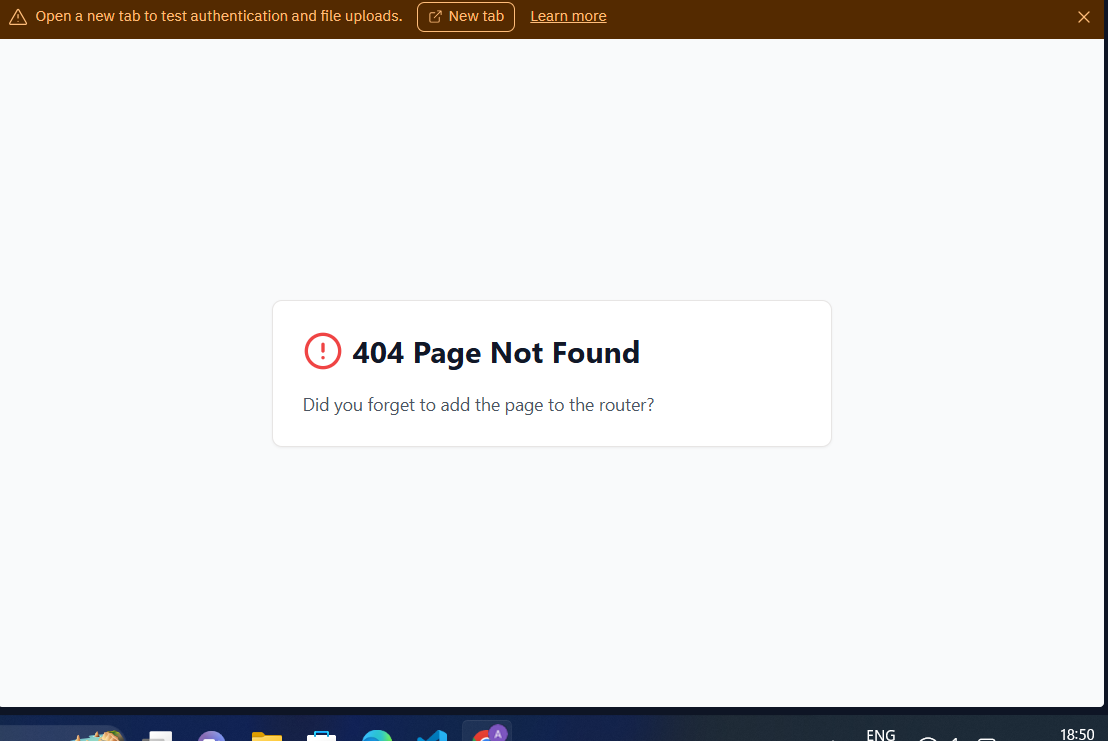 Open a new tab to test authentication and file uploads. New tab Learn more
404 Page Not Found
Did you forget to add the page to the router?
A
ENG
18:50